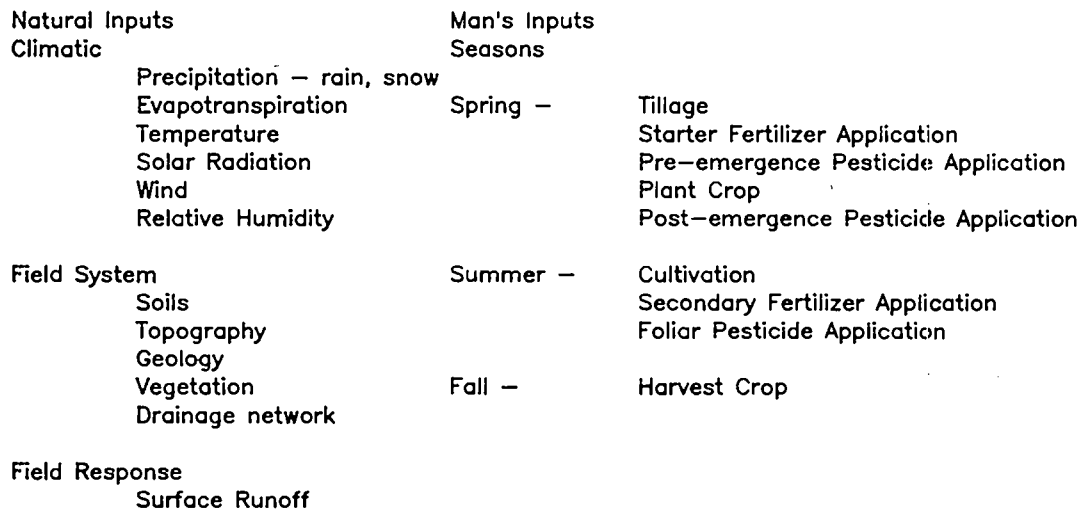 Natural Inputs Man's Inputs
Climatic Seasons
Precipitation – rain, snow
Evapotranspiration Spring – Tillage
Temperature Starter Fertilizer Application
Solar Radiation Pre–emergence Pesticide Application
Wind Plant Crop
Relative Humidity Post–emergence Pesticide Application
Field System Summer – Cultivation
Soils Secondary Fertilizer Application
Topography Foliar Pesticide Application
Geology
Vegetation Fall – Harvest Crop
Drainage network
Field Response
Surface Runoff